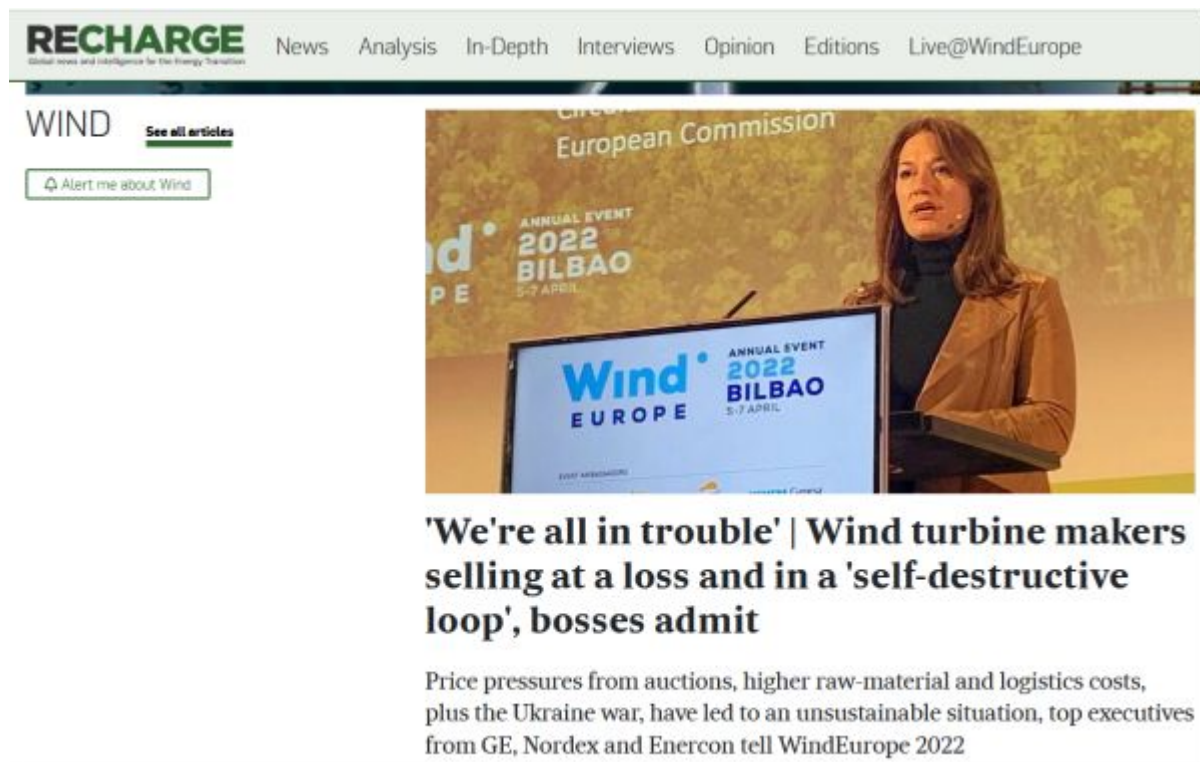 RECHARGE
Global news and intelligence for the Energy Transition
News Analysis In-Depth Interviews Opinion Editions Live@WindEurope
WIND
See all articles
Alert me about Wind
European Commission
ANNUAL EVENT
2022
BILBAO
5-7 APRIL
Wind
EUROPE
ANNUAL EVENT
2022
BILBAO
5-7 APRIL
'We're all in trouble' | Wind turbine makers
selling at a loss and in a 'self-destructive
loop', bosses admit
Price pressures from auctions, higher raw-material and logistics costs,
plus the Ukraine war, have led to an unsustainable situation, top executives
from GE, Nordex and Enercon tell WindEurope 2022